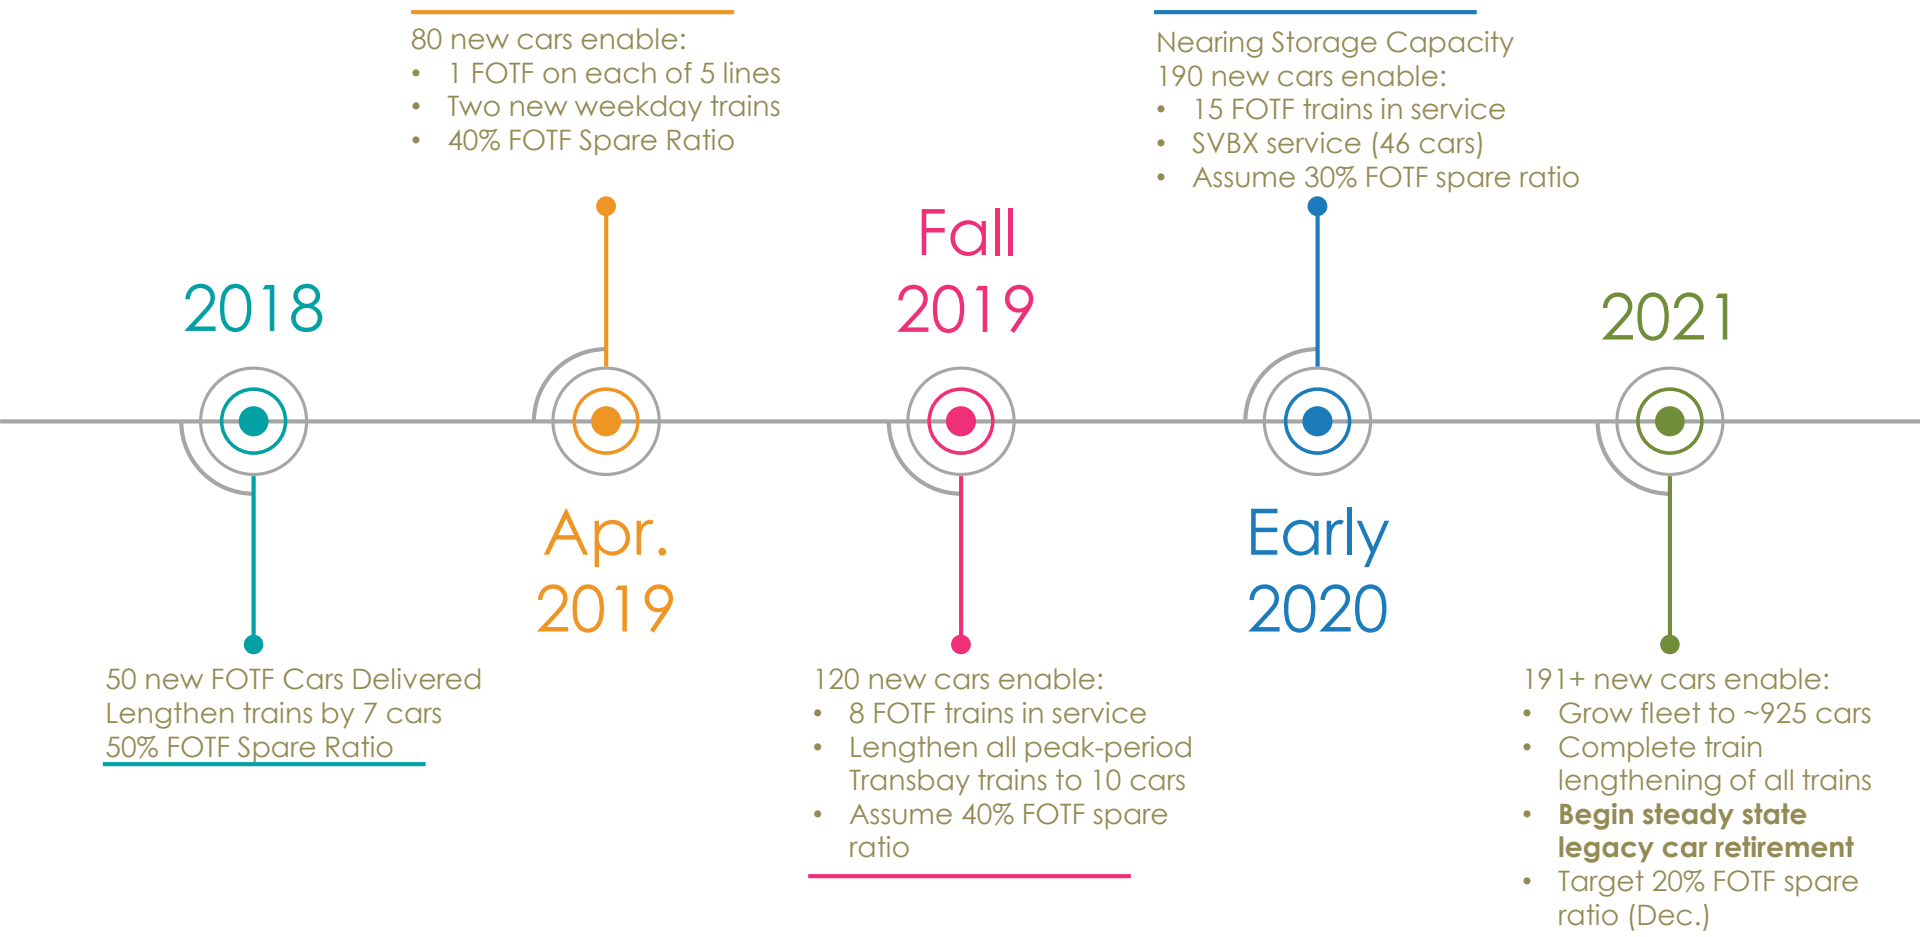 80 new cars enable:
• 1 FOTF on each of 5 lines
• Two new weekday trains
• 40% FOTF Spare Ratio
Nearing Storage Capacity
190 new cars enable:
• 15 FOTF trains in service
• SVBX service (46 cars)
• Assume 30% FOTF spare ratio
2018
Fall
2019
2021
Apr.
2019
Early
2020
50 new FOTF Cars Delivered
Lengthen trains by 7 cars
50% FOTF Spare Ratio
120 new cars enable:
• 8 FOTF trains in service
• Lengthen all peak-period
Transbay trains to 10 cars
• Assume 40% FOTF spare
ratio
191+ new cars enable:
• Grow fleet to ~925 cars
• Complete train
lengthening of all trains
• Begin steady state
legacy car retirement
• Target 20% FOTF spare
ratio (Dec.)